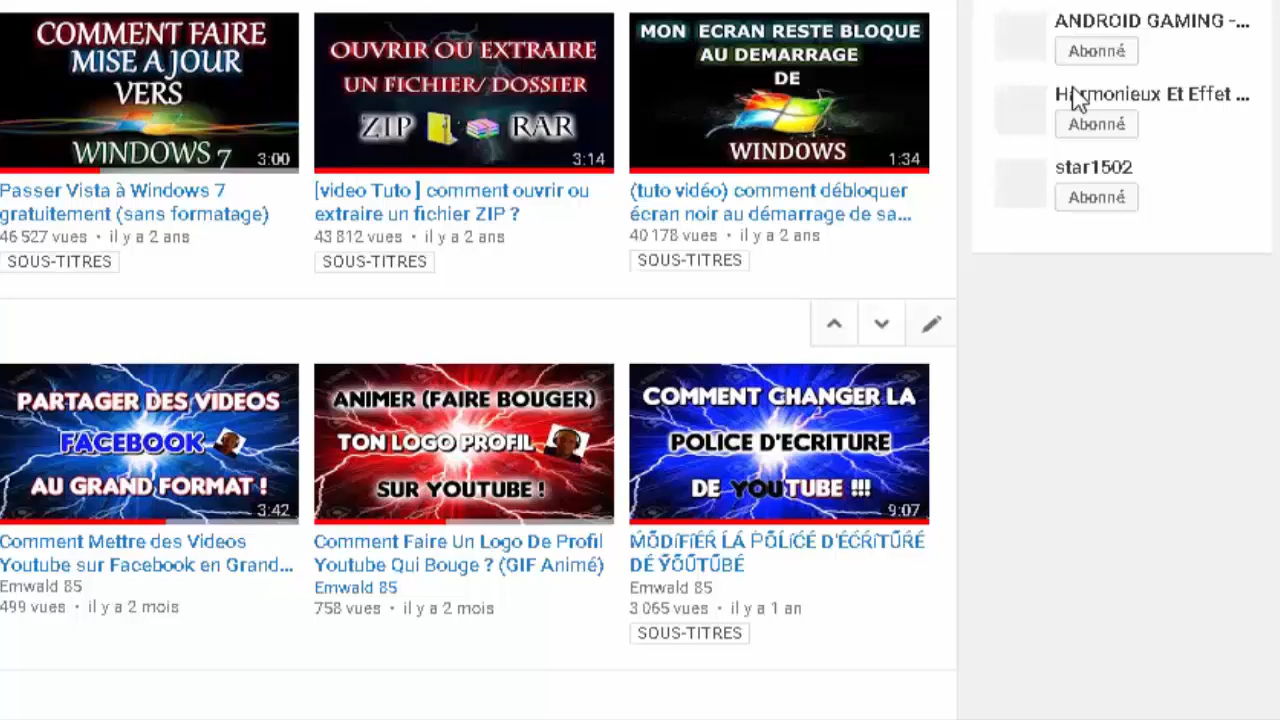 COMMENT FAIRE
MISE A JOUR
VERS
WINDOWS 7
3:00
Passer Vista à Windows 7
gratuitement (sans formatage)
46 527 vues • il y a 2 ans
SOUS-TITRES
OUVRIR OU EXTRAIRE
UN FICHIER/ DOSSIER
ZIP RAR
3:14
[video Tuto ] comment ouvrir ou
extraire un fichier ZIP ?
43 812 vues • il y a 2 ans
SOUS-TITRES
MON ECRAN RESTE BLOQUE
AU DEMARRAGE
DE
WINDOWS
1:34
(tuto vidéo) comment débloquer
écran noir au démarrage de sa...
40 178 vues • il y a 2 ans
SOUS-TITRES
ANDROID GAMING -...
Abonné
Harmonieux Et Effet ...
Abonné
star1502
Abonné
PARTAGER DES VIDEOS
FACEBOOK
AU GRAND FORMAT !
3:42
Comment Mettre des Videos
Youtube sur Facebook en Grand...
Emwald 85
499 vues • il y a 2 mois
ANIMER (FAIRE BOUGER)
TON LOGO PROFIL
SUR YOUTUBE !
Comment Faire Un Logo De Profil
Youtube Qui Bouge ? (GIF Animé)
Emwald 85
758 vues • il y a 2 mois
COMMENT CHANGER LA
POLICE D'ECRITURE
DE YOUTUBE !!!
9:07
D'ÉCŔITŰRÉ
DÉ
Emwald 85
3 065 vues • il y a 1 an
SOUS-TITRES